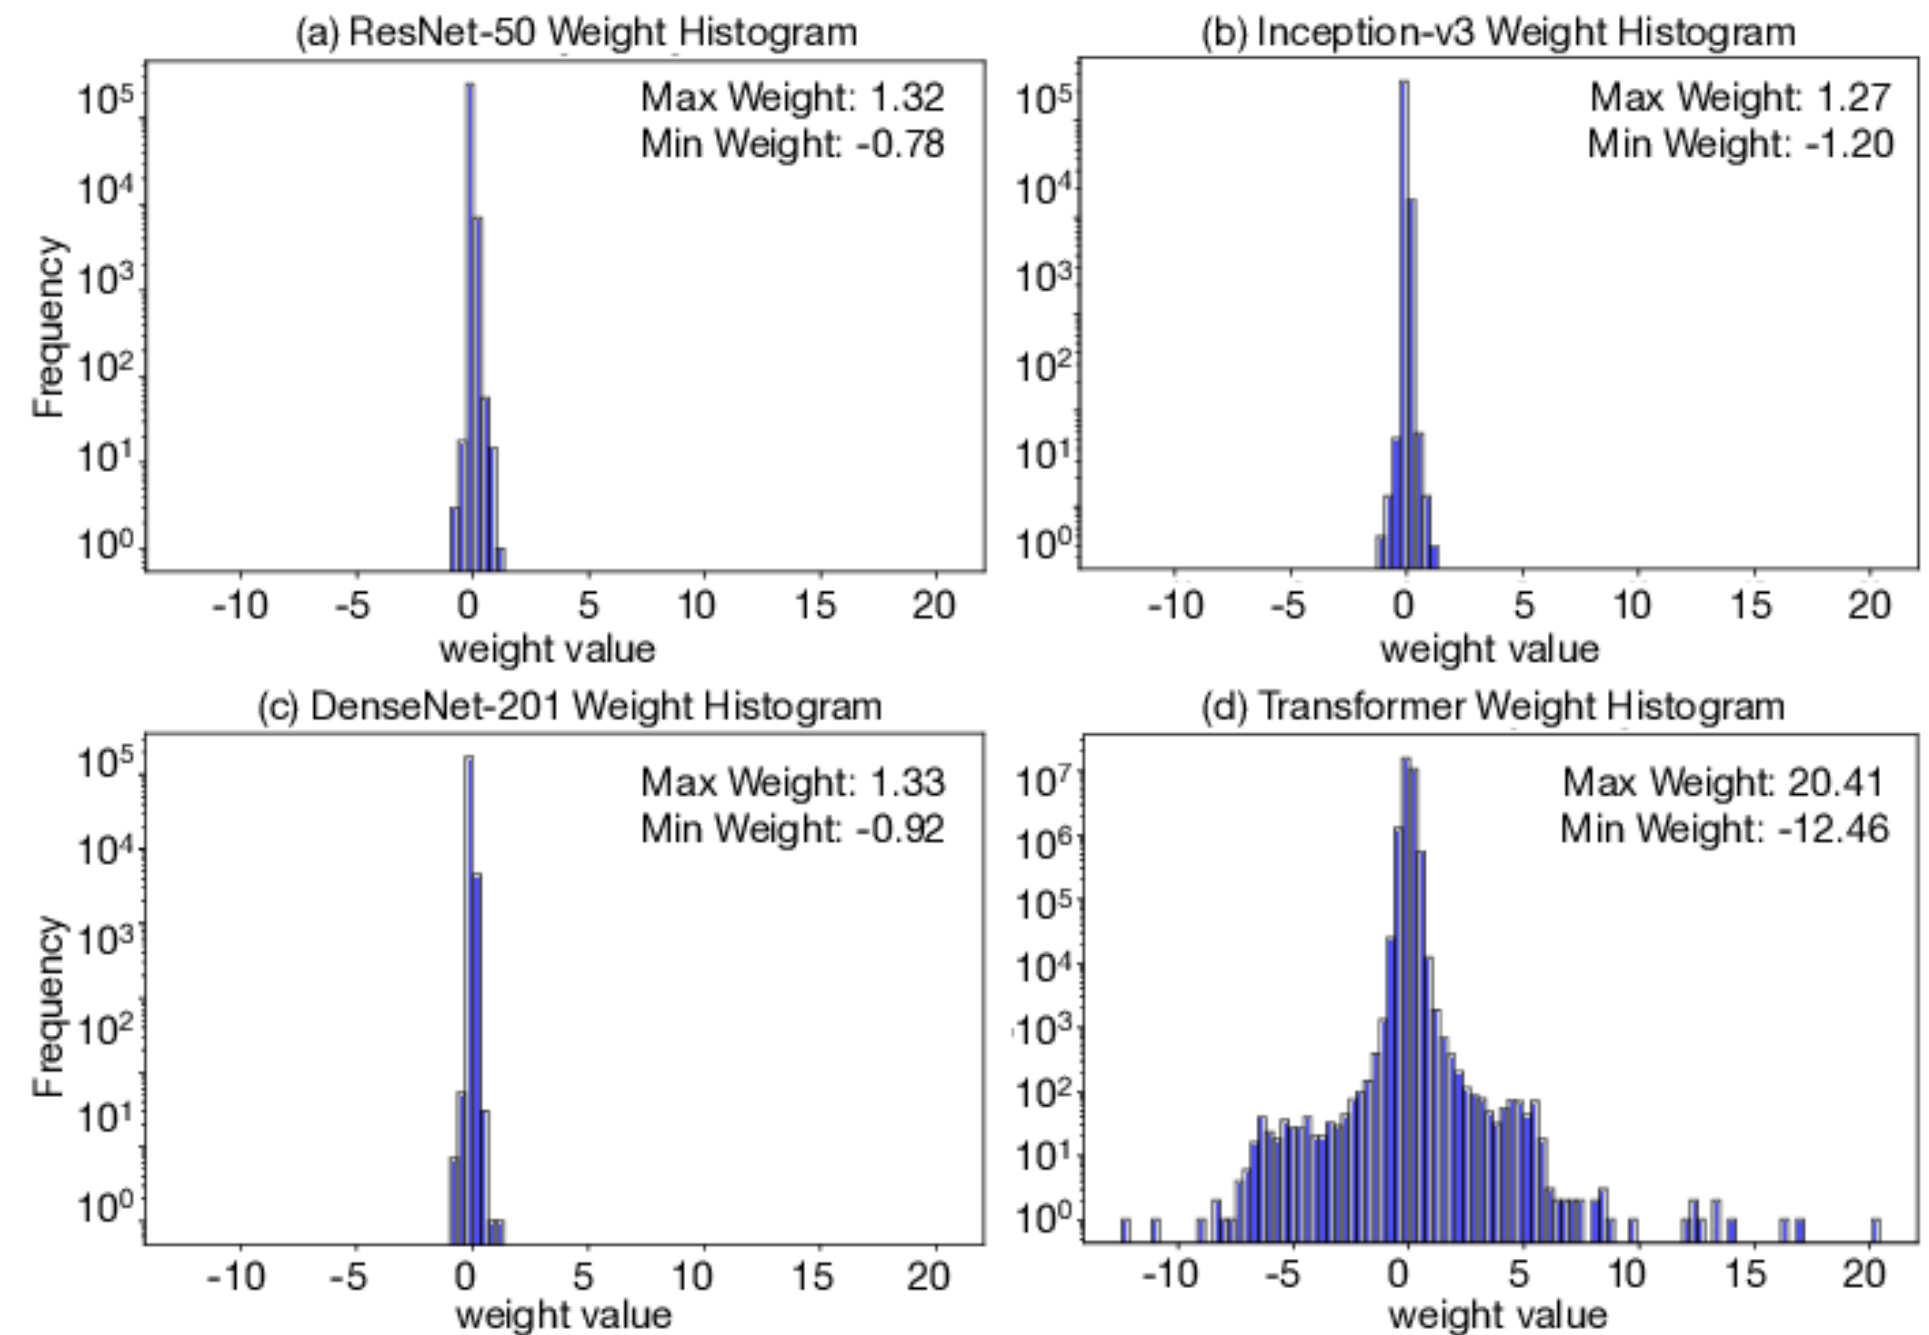 (a) ResNet-50 Weight Histogram
Max Weight: 1.32
Min Weight: -0.78
Frequency
10⁵
10⁴
10³
10²
10¹
10⁰
-10 -5 0 5 10 15 20
weight value
(b) Inception-v3 Weight Histogram
Max Weight: 1.27
Min Weight: -1.20
10⁵
10⁴
10³
10²
10¹
10⁰
-10 -5 0 5 10 15 20
weight value
(c) DenseNet-201 Weight Histogram
Max Weight: 1.33
Min Weight: -0.92
Frequency
10⁵
10⁴
10³
10²
10¹
10⁰
-10 -5 0 5 10 15 20
weight value
(d) Transformer Weight Histogram
Max Weight: 20.41
Min Weight: -12.46
10⁷
10⁶
10⁵
10⁴
10³
10²
10¹
10⁰
-10 -5 0 5 10 15 20
weight value